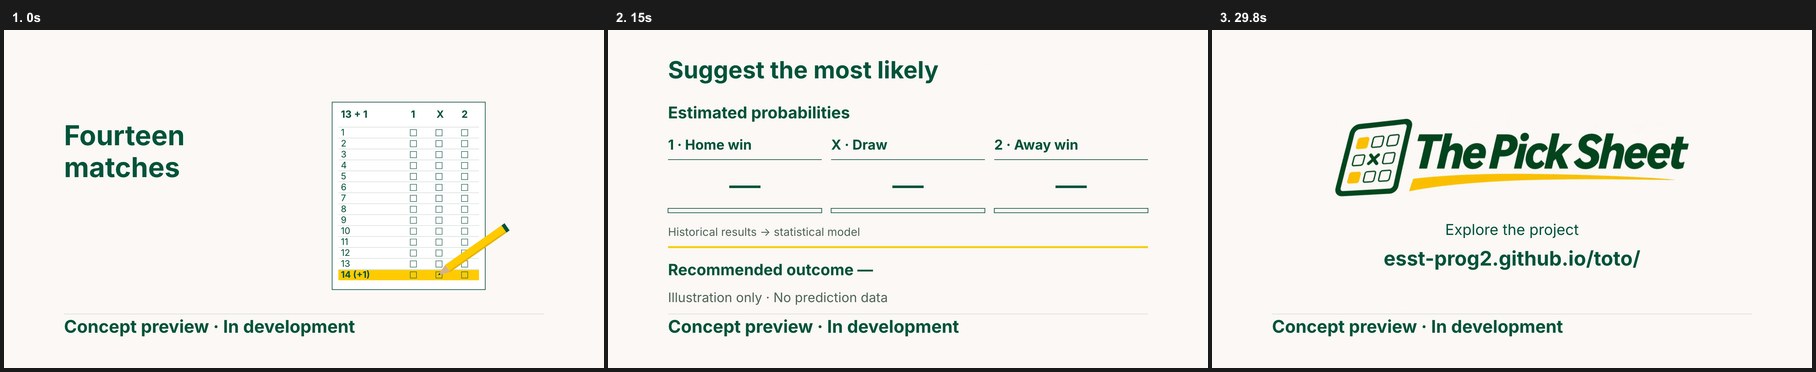 1. 0s
Fourteen
matches
13 + 1 1 X 2
1
2
3
4
5
6
7
8
9
10
11
12
13
14 (+1)
Concept preview · In development
2. 15s
Suggest the most likely
Estimated probabilities
1 · Home win X · Draw 2 · Away win
— — —
Historical results → statistical model
Recommended outcome —
Illustration only · No prediction data
Concept preview · In development
3. 29.8s
The Pick Sheet
Explore the project
esst-prog2.github.io/toto/
Concept preview · In development